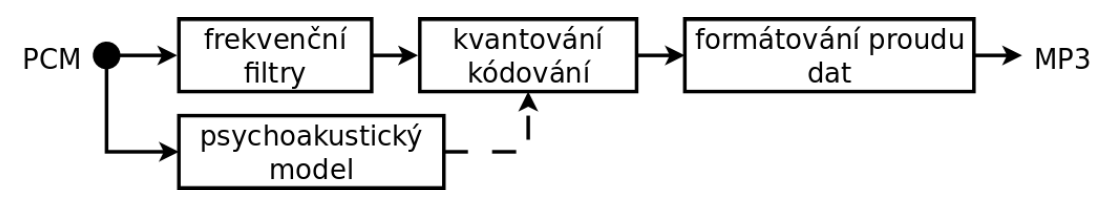 PCM
frekvenční
filtry
kvantování
kódování
formátování proudu
dat
MP3
psychoakustický
model